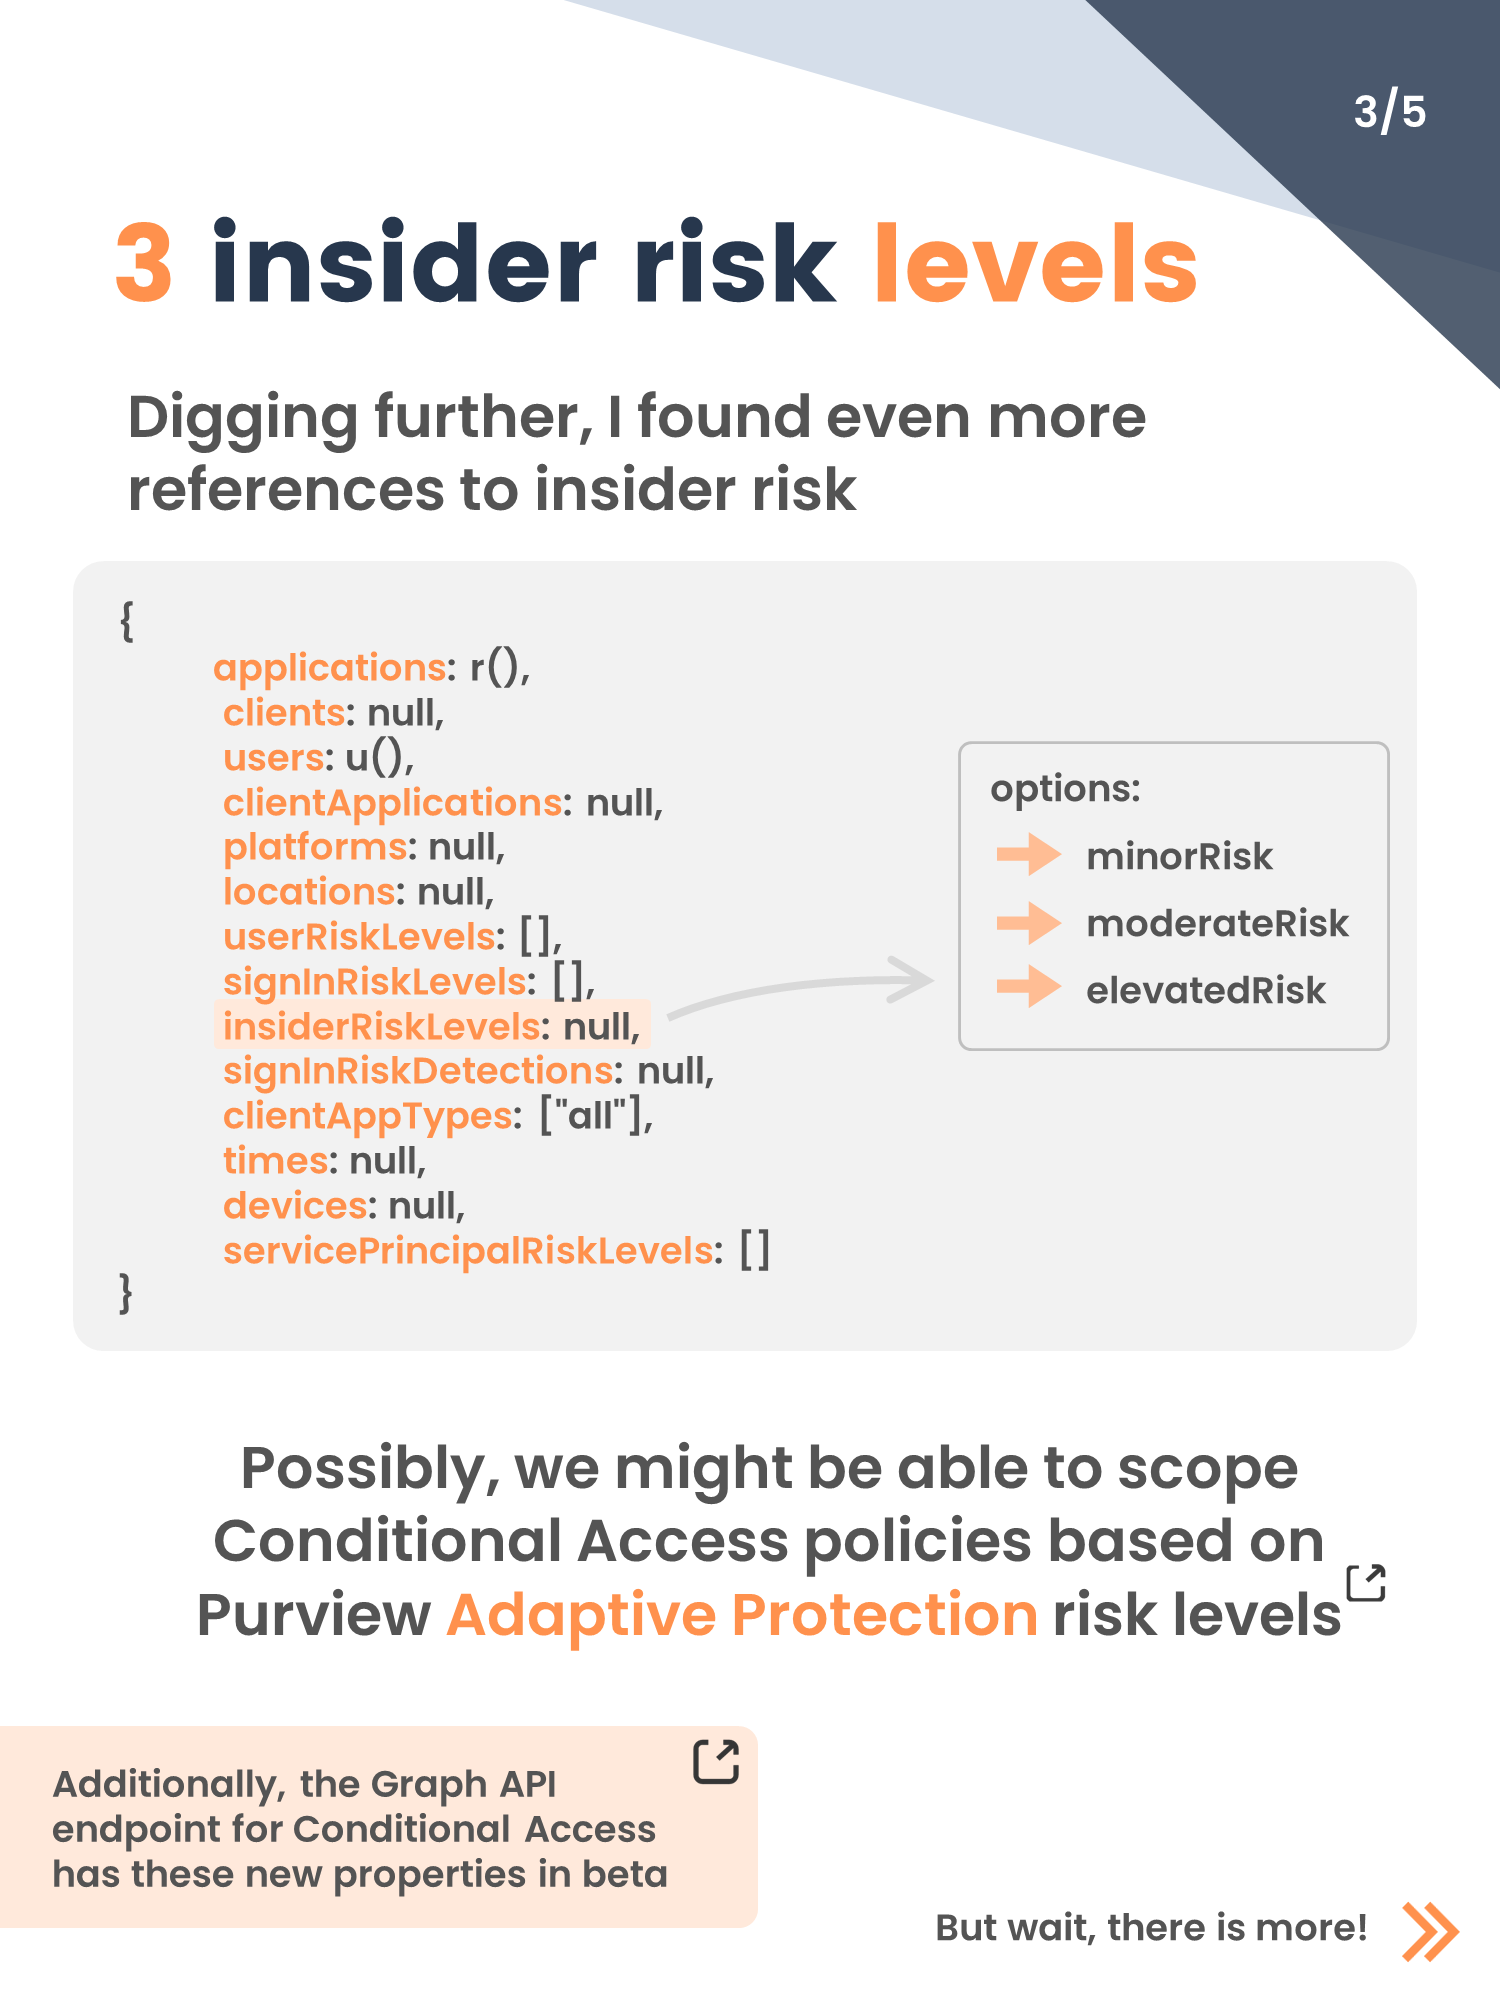 3/5
3 insider risk levels
Digging further, I found even more
references to insider risk
{
applications: r(),
clients: null,
users: u(),
clientApplications: null,
platforms: null,
locations: null,
userRiskLevels: [],
signInRiskLevels: [],
insiderRiskLevels: null,
signInRiskDetections: null,
clientAppTypes: ["all"],
times: null,
devices: null,
servicePrincipalRiskLevels: []
}
options:
minorRisk
moderateRisk
elevatedRisk
Possibly, we might be able to scope
Conditional Access policies based on
Purview Adaptive Protection risk levels
Additionally, the Graph API
endpoint for Conditional Access
has these new properties in beta
But wait, there is more!